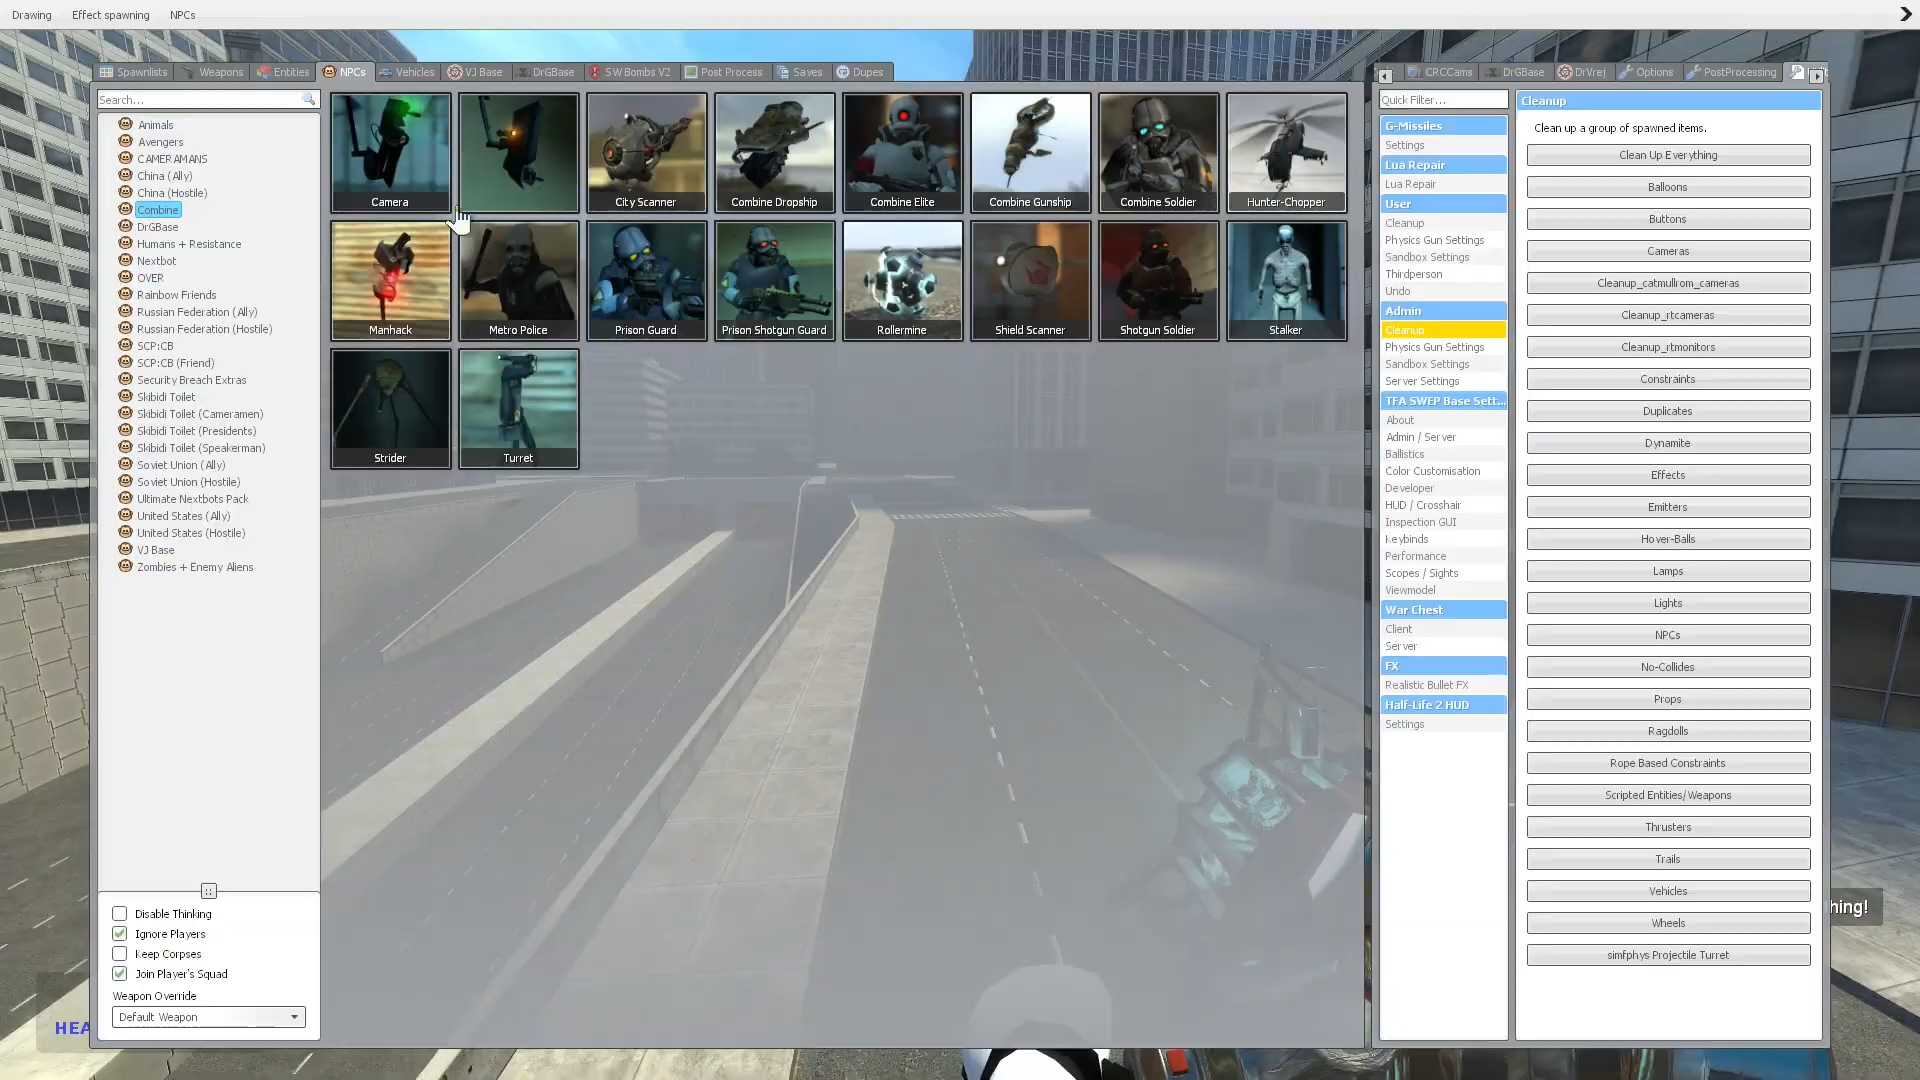 Drawing Effect spawning NPCs
Spawnlists Weapons Entities NPCs Vehicles VJ Base DrGBase SW Bombs V2 Post Process Saves Dupes
Search...
Animals
Avengers
CAMERAMANS
China (Ally)
China (Hostile)
Combine
DrGBase
Humans + Resistance
Nextbot
OVER
Rainbow Friends
Russian Federation (Ally)
Russian Federation (Hostile)
SCP:CB
SCP:CB (Friend)
Security Breach Extras
Skibidi Toilet
Skibidi Toilet (Cameramen)
Skibidi Toilet (Presidents)
Skibidi Toilet (Speakerman)
Soviet Union (Ally)
Soviet Union (Hostile)
Ultimate Nextbots Pack
United States (Ally)
United States (Hostile)
VJ Base
Zombies + Enemy Aliens
Disable Thinking
Ignore Players
Keep Corpses
Join Player's Squad
Weapon Override
Default Weapon
Camera
City Scanner
Combine Dropship
Combine Elite
Combine Gunship
Combine Soldier
Hunter-Chopper
Manhack
Metro Police
Prison Guard
Prison Shotgun Guard
Rollermine
Shield Scanner
Shotgun Soldier
Stalker
Strider
Turret
CRCCams DrGBase DrVrej Options PostProcessing
Quick Filter...
G-Missiles
Settings
Lua Repair
Lua Repair
User
Cleanup
Physics Gun Settings
Sandbox Settings
Thirdperson
Undo
Admin
Cleanup
Physics Gun Settings
Sandbox Settings
Server Settings
TFA SWEP Base Sett...
About
Admin / Server
Ballistics
Color Customisation
Developer
HUD / Crosshair
Inspection GUI
Keybinds
Performance
Scopes / Sights
Viewmodel
War Chest
Client
Server
FX
Realistic Bullet FX
Half-Life 2 HUD
Settings
Cleanup
Clean up a group of spawned items.
Clean Up Everything
Balloons
Buttons
Cameras
Cleanup_catmullrom_cameras
Cleanup_rtcameras
Cleanup_rtmonitors
Constraints
Duplicates
Dynamite
Effects
Emitters
Hover-Balls
Lamps
Lights
NPCs
No-Collides
Props
Ragdolls
Rope Based Constraints
Scripted Entities/Weapons
Thrusters
Trails
Vehicles
Wheels
simfphys Projectile Turret
hing!
HEA